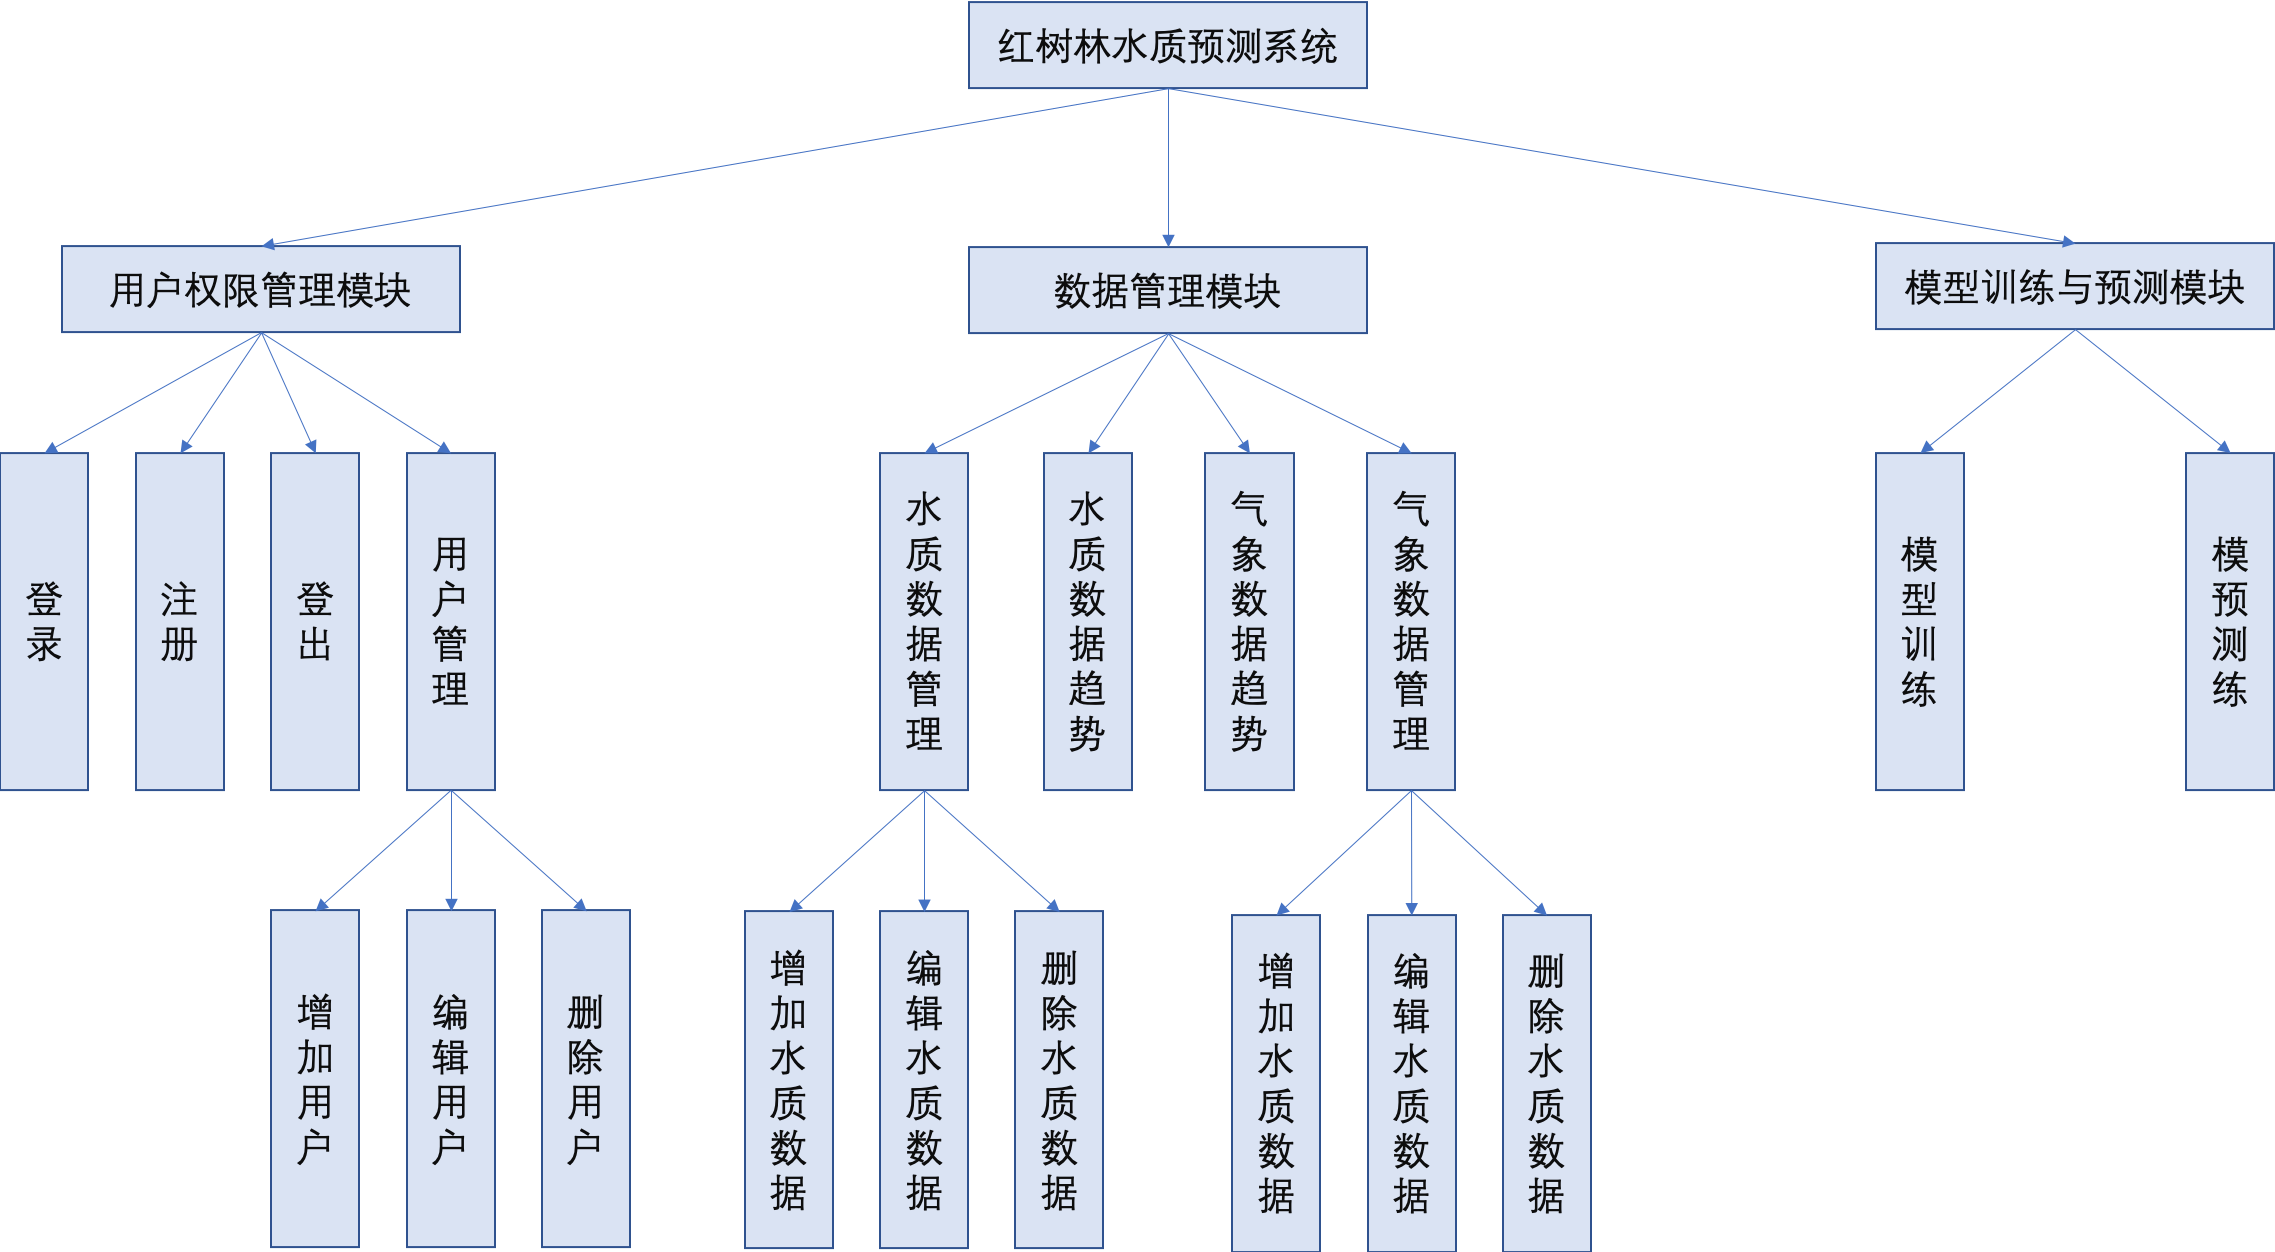 红树林水质预测系统
用户权限管理模块
数据管理模块
模型训练与预测模块
登录
注册
登出
用户管理
水质数据管理
水质数据趋势
气象数据趋势
气象数据管理
模型训练
模预测练
增加用户
编辑用户
删除用户
增加水质数据
编辑水质数据
删除水质数据
增加水质数据
编辑水质数据
删除水质数据